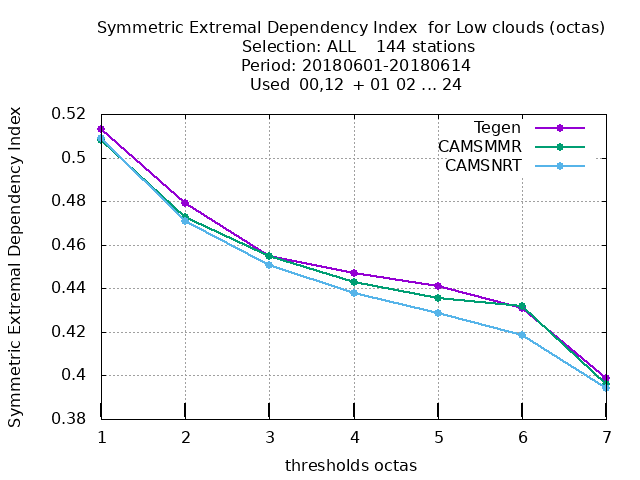 Symmetric Extremal Dependency Index  for Low clouds (octas)
Selection: ALL    144 stations
Period: 20180601-20180614
Used  00,12  + 01 02 ... 24
Symmetric Extremal Dependency Index
0.52
0.5
0.48
0.46
0.44
0.42
0.4
0.38
Tegen
CAMSMMR
CAMSNRT
1 2 3 4 5 6 7
thresholds octas